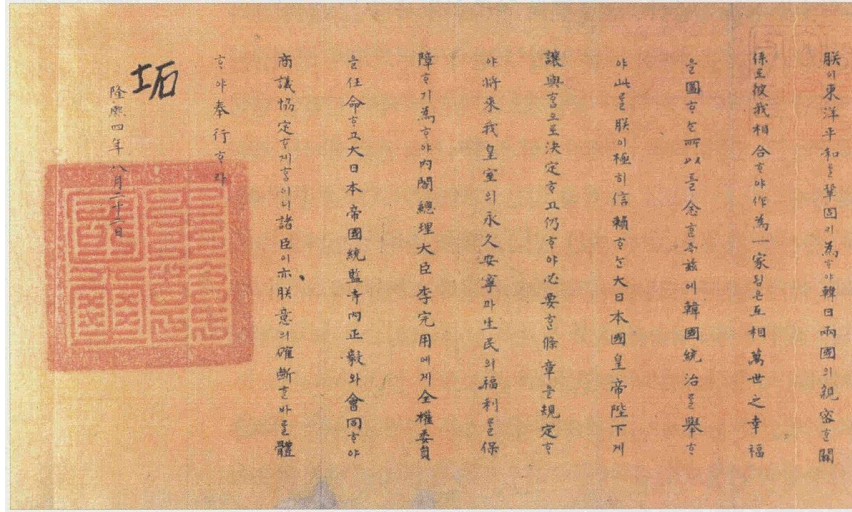 朕이東洋平和를鞏固히爲ᄒᆞ야韓日兩國의親密ᄒᆞᆫ關
係로彼我相合ᄒᆞ야作爲一家ᄒᆞᆷ은互相萬世之幸福
을圖ᄒᆞᄂᆞᆫ所以를念ᄒᆞᆫ즉玆에韓國統治를擧ᄒᆞ
야此를朕이極히信賴ᄒᆞᄂᆞᆫ大日本國皇帝陛下게
讓與ᄒᆞᆷ으로決定ᄒᆞ고仍ᄒᆞ야必要ᄒᆞᆫ條章을規定ᄒᆞ
야將來我皇室의永久安寧과生民의福利를保
障ᄒᆞ기爲ᄒᆞ야內閣總理大臣李完用에게全權委員
을任命ᄒᆞ고大日本帝國統監寺內正毅와會同ᄒᆞ야
商議協定ᄒᆞ게ᄒᆞᆷ이니諸臣이亦朕意의確斷ᄒᆞᆫ바를體
ᄒᆞ야奉行ᄒᆞ라
坧
隆熙四年八月二十二日